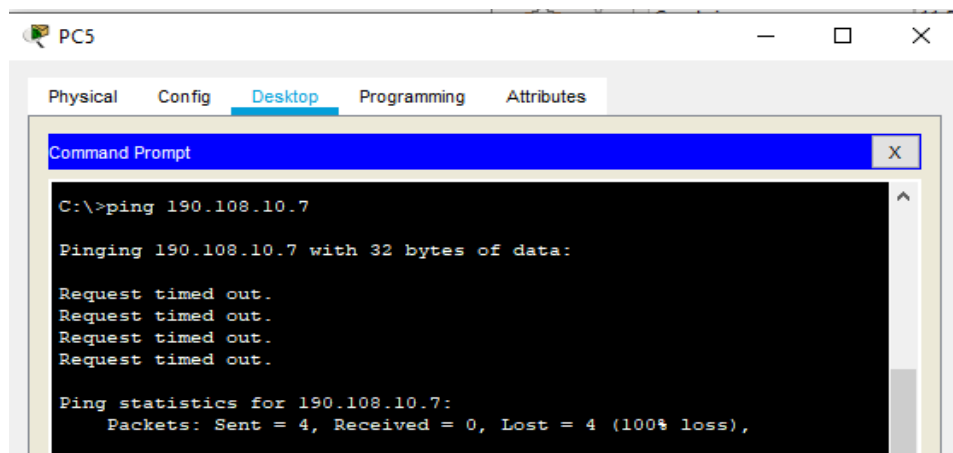 PC5
Physical Config Desktop Programming Attributes
Command Prompt
X
C:\>ping 190.108.10.7
Pinging 190.108.10.7 with 32 bytes of data:
Request timed out.
Request timed out.
Request timed out.
Request timed out.
Ping statistics for 190.108.10.7:
Packets: Sent = 4, Received = 0, Lost = 4 (100% loss),